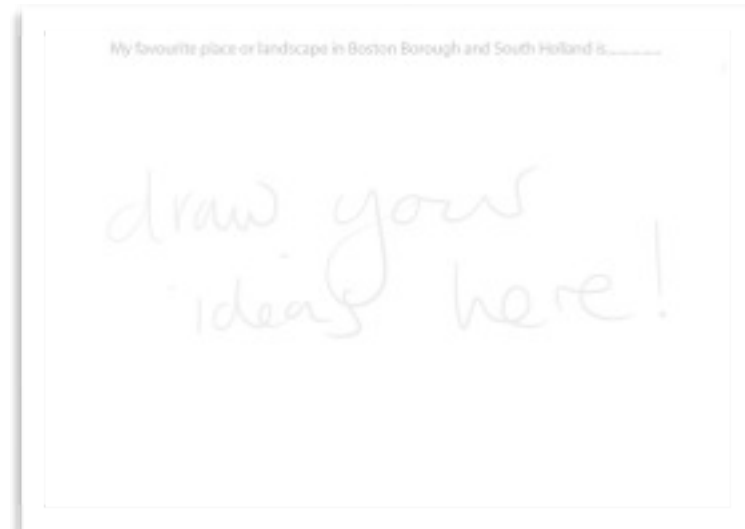 My favourite place or landscape in Boston Borough and South Holland is..............
draw your
ideas here!